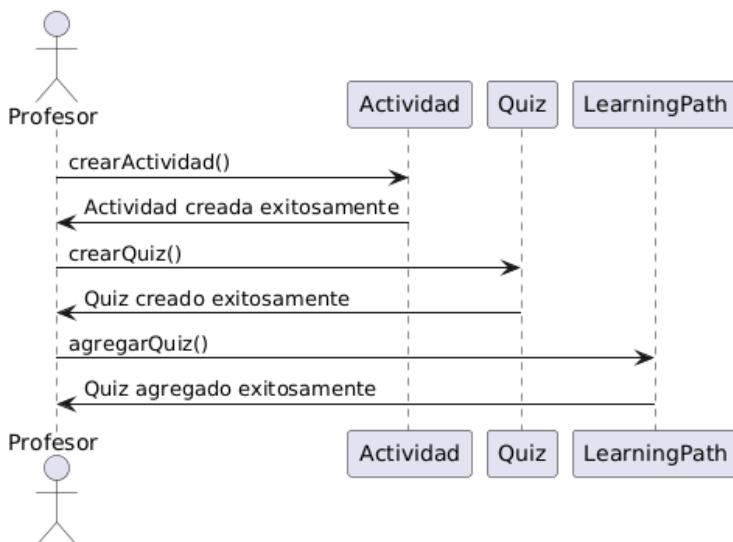 Profesor
Actividad
Quiz
LearningPath
crearActividad()
Actividad creada exitosamente
crearQuiz()
Quiz creado exitosamente
agregarQuiz()
Quiz agregado exitosamente
Profesor
Actividad
Quiz
LearningPath